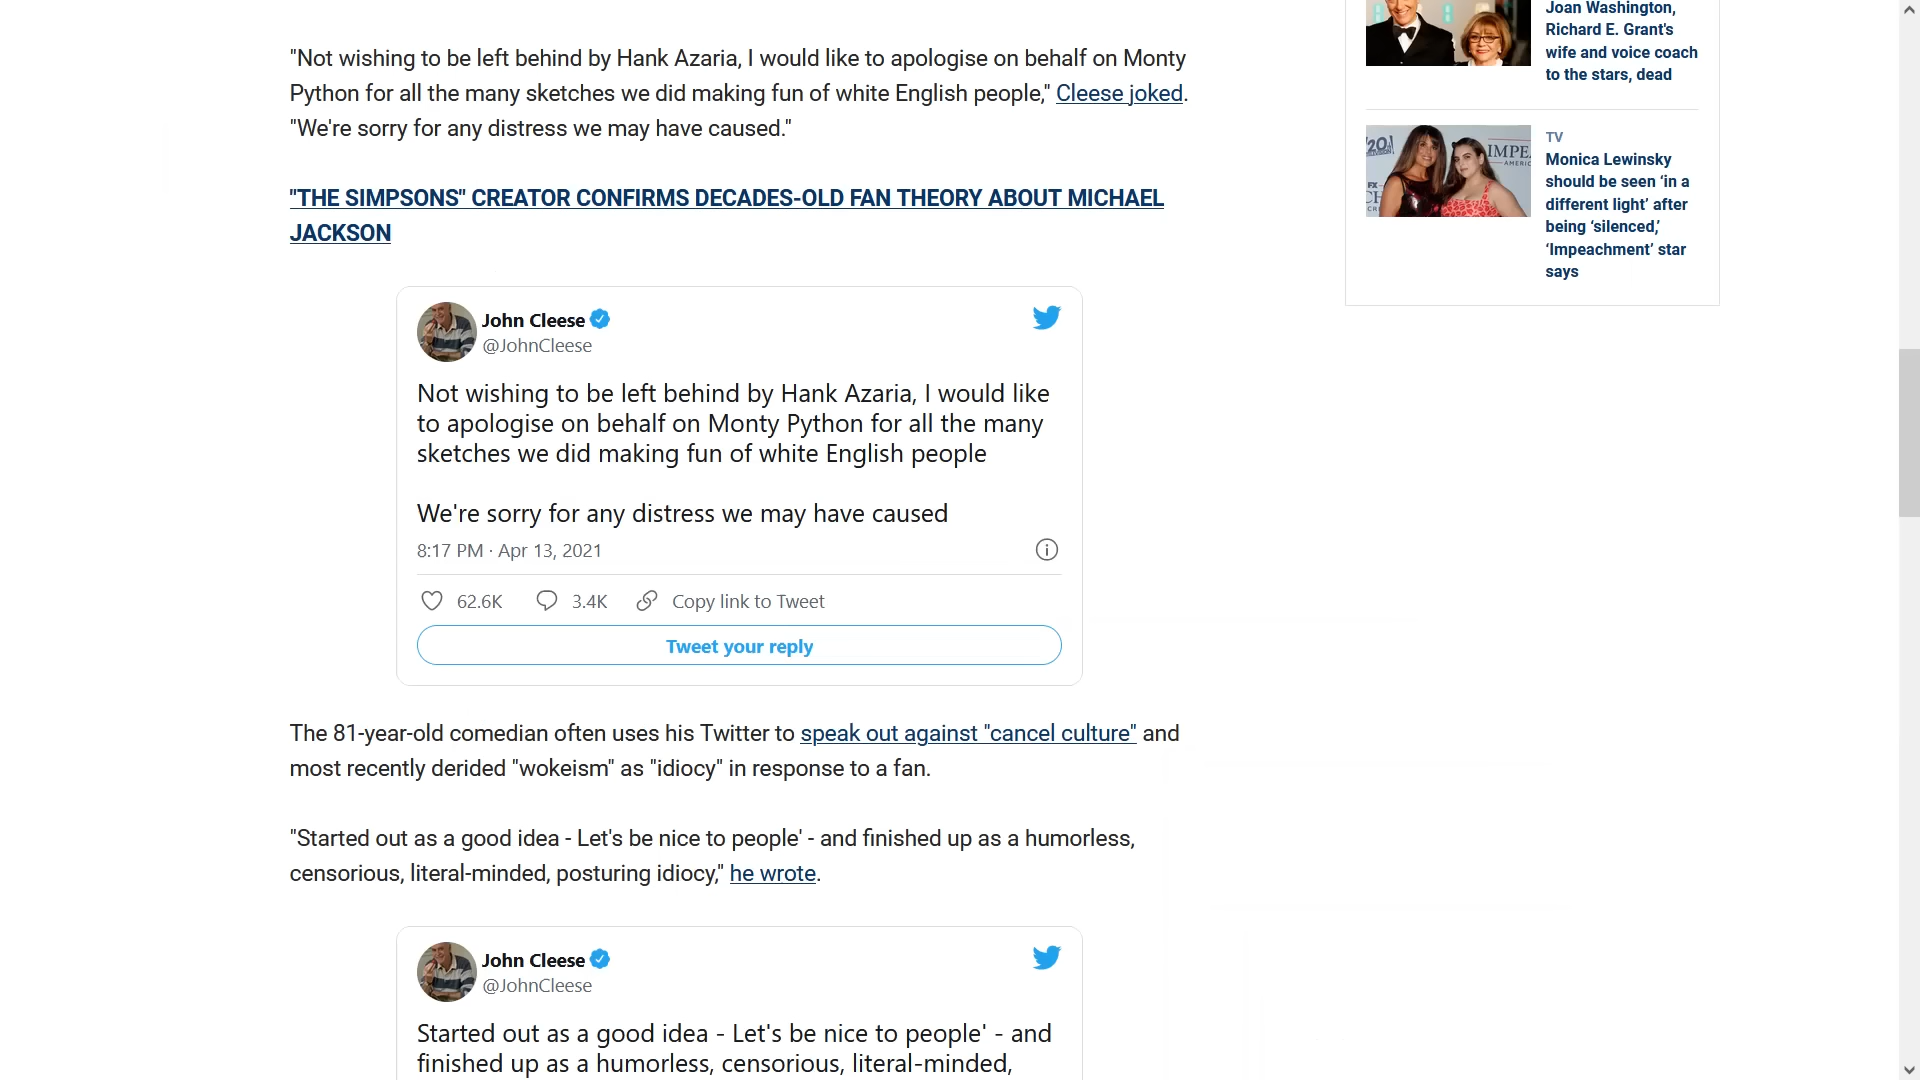 "Not wishing to be left behind by Hank Azaria, I would like to apologise on behalf on Monty
Python for all the many sketches we did making fun of white English people," Cleese joked.
"We're sorry for any distress we may have caused."
"THE SIMPSONS" CREATOR CONFIRMS DECADES-OLD FAN THEORY ABOUT MICHAEL
JACKSON
John Cleese
@JohnCleese
Not wishing to be left behind by Hank Azaria, I would like
to apologise on behalf on Monty Python for all the many
sketches we did making fun of white English people
We're sorry for any distress we may have caused
8:17 PM · Apr 13, 2021
62.6K 3.4K Copy link to Tweet
Tweet your reply
The 81-year-old comedian often uses his Twitter to speak out against "cancel culture" and
most recently derided "wokeism" as "idiocy" in response to a fan.
"Started out as a good idea - Let's be nice to people' - and finished up as a humorless,
censorious, literal-minded, posturing idiocy," he wrote.
John Cleese
@JohnCleese
Started out as a good idea - Let's be nice to people' - and
finished up as a humorless, censorious, literal-minded,
Joan Washington,
Richard E. Grant's
wife and voice coach
to the stars, dead
20
IMPE
AMERIC
FX
TV
Monica Lewinsky
should be seen ‘in a
different light’ after
being ‘silenced,’
‘Impeachment’ star
says